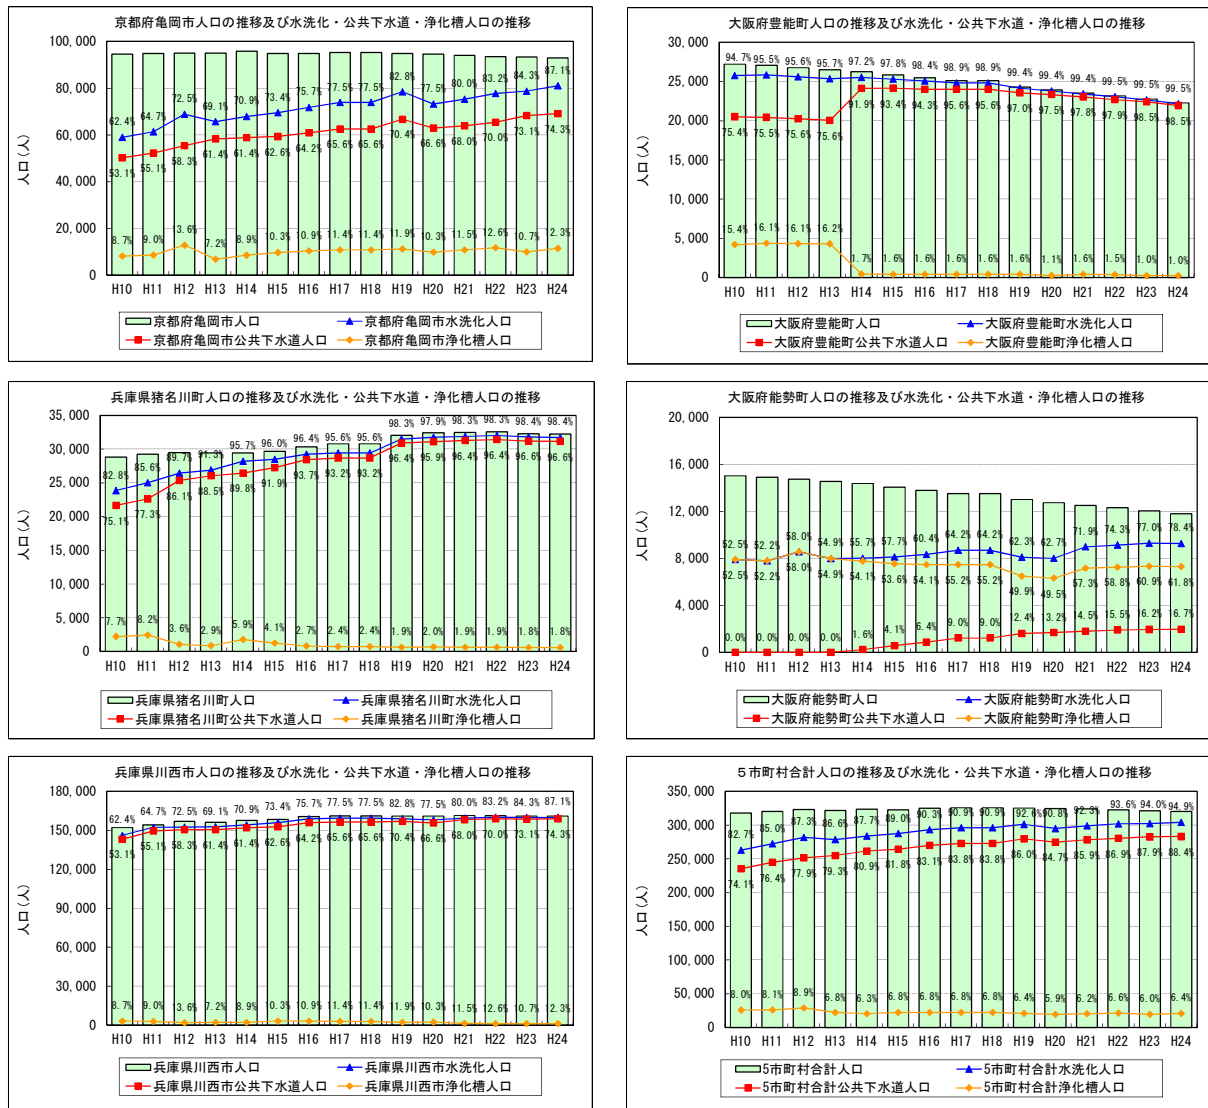 京都府亀岡市人口の推移及び水洗化・公共下水道・浄化槽人口の推移
人口(人)
100,000
80,000
60,000
40,000
20,000
0
62.4% 64.7% 72.5% 69.1% 70.9% 73.4% 75.7% 77.5% 77.5% 82.8% 77.5% 80.0% 83.2% 84.3% 87.1%
53.1% 55.1% 58.3% 61.4% 61.4% 62.6% 64.2% 65.6% 65.6% 70.4% 66.6% 68.0% 70.0% 73.1% 74.3%
8.7% 9.0% 13.6% 7.2% 8.9% 10.3% 10.9% 11.4% 11.4% 11.9% 10.3% 11.5% 12.6% 10.7% 12.3%
H10 H11 H12 H13 H14 H15 H16 H17 H18 H19 H20 H21 H22 H23 H24
京都府亀岡市人口 京都府亀岡市水洗化人口
京都府亀岡市公共下水道人口 京都府亀岡市浄化槽人口
大阪府豊能町人口の推移及び水洗化・公共下水道・浄化槽人口の推移
人口(人)
30,000
25,000
20,000
15,000
10,000
5,000
0
94.7% 95.5% 95.6% 95.7% 97.2% 97.8% 98.4% 98.9% 98.9% 99.4% 99.4% 99.4% 99.5% 99.5% 99.5%
75.4% 75.5% 75.6% 75.6% 91.9% 93.4% 94.3% 95.6% 95.6% 97.0% 97.5% 97.8% 97.9% 98.5% 98.5%
15.4% 16.1% 16.1% 16.2% 1.7% 1.6% 1.6% 1.6% 1.6% 1.6% 1.1% 1.6% 1.5% 1.0% 1.0%
H10 H11 H12 H13 H14 H15 H16 H17 H18 H19 H20 H21 H22 H23 H24
大阪府豊能町人口 大阪府豊能町水洗化人口
大阪府豊能町公共下水道人口 大阪府豊能町浄化槽人口
兵庫県猪名川町人口の推移及び水洗化・公共下水道・浄化槽人口の推移
人口(人)
35,000
30,000
25,000
20,000
15,000
10,000
5,000
0
82.8% 85.6% 89.7% 91.3% 95.7% 96.0% 96.4% 95.6% 95.6% 98.3% 97.9% 98.3% 98.3% 98.4% 98.4%
75.1% 77.3% 86.1% 88.5% 89.8% 91.9% 93.7% 93.2% 93.2% 96.4% 95.9% 96.4% 96.4% 96.6% 96.6%
7.7% 8.2% 3.6% 2.9% 5.9% 4.1% 2.7% 2.4% 2.4% 1.9% 2.0% 1.9% 1.9% 1.8% 1.8%
H10 H11 H12 H13 H14 H15 H16 H17 H18 H19 H20 H21 H22 H23 H24
兵庫県猪名川町人口 兵庫県猪名川町水洗化人口
兵庫県猪名川町公共下水道人口 兵庫県猪名川町浄化槽人口
大阪府能勢町人口の推移及び水洗化・公共下水道・浄化槽人口の推移
人口(人)
20,000
16,000
12,000
8,000
4,000
0
52.5% 52.2% 58.0% 54.9% 55.7% 57.7% 60.4% 64.2% 64.2% 62.3% 62.7% 71.9% 74.3% 77.0% 78.4%
52.5% 52.2% 58.0% 54.9% 54.1% 53.6% 54.1% 55.2% 55.2% 49.9% 49.5% 57.3% 58.8% 60.9% 61.8%
0.0% 0.0% 0.0% 0.0% 1.6% 4.1% 6.4% 9.0% 9.0% 12.4% 13.2% 14.5% 15.5% 16.2% 16.7%
H10 H11 H12 H13 H14 H15 H16 H17 H18 H19 H20 H21 H22 H23 H24
大阪府能勢町人口 大阪府能勢町水洗化人口
大阪府能勢町公共下水道人口 大阪府能勢町浄化槽人口
兵庫県川西市人口の推移及び水洗化・公共下水道・浄化槽人口の推移
人口(人)
180,000
150,000
120,000
90,000
60,000
30,000
0
62.4% 64.7% 72.5% 69.1% 70.9% 73.4% 75.7% 77.5% 77.5% 82.8% 77.5% 80.0% 83.2% 84.3% 87.1%
53.1% 55.1% 58.3% 61.4% 61.4% 62.6% 64.2% 65.6% 65.6% 70.4% 66.6% 68.0% 70.0% 73.1% 74.3%
8.7% 9.0% 13.6% 7.2% 8.9% 10.3% 10.9% 11.4% 11.4% 11.9% 10.3% 11.5% 12.6% 10.7% 12.3%
H10 H11 H12 H13 H14 H15 H16 H17 H18 H19 H20 H21 H22 H23 H24
兵庫県川西市人口 兵庫県川西市水洗化人口
兵庫県川西市公共下水道人口 兵庫県川西市浄化槽人口
5市町村合計人口の推移及び水洗化・公共下水道・浄化槽人口の推移
人口(人)
350,000
300,000
250,000
200,000
150,000
100,000
50,000
0
82.7% 85.0% 87.3% 86.6% 87.7% 89.0% 90.3% 90.9% 90.9% 92.6% 90.8% 92.3% 93.6% 94.0% 94.9%
74.1% 76.4% 77.9% 79.3% 80.9% 81.8% 83.1% 83.8% 83.8% 86.0% 84.7% 85.9% 86.9% 87.9% 88.4%
8.0% 8.1% 8.9% 6.8% 6.3% 6.8% 6.8% 6.8% 6.8% 6.4% 5.9% 6.2% 6.6% 6.0% 6.4%
H10 H11 H12 H13 H14 H15 H16 H17 H18 H19 H20 H21 H22 H23 H24
5市町村合計人口 5市町村合計水洗化人口
5市町村合計公共下水道人口 5市町村合計浄化槽人口